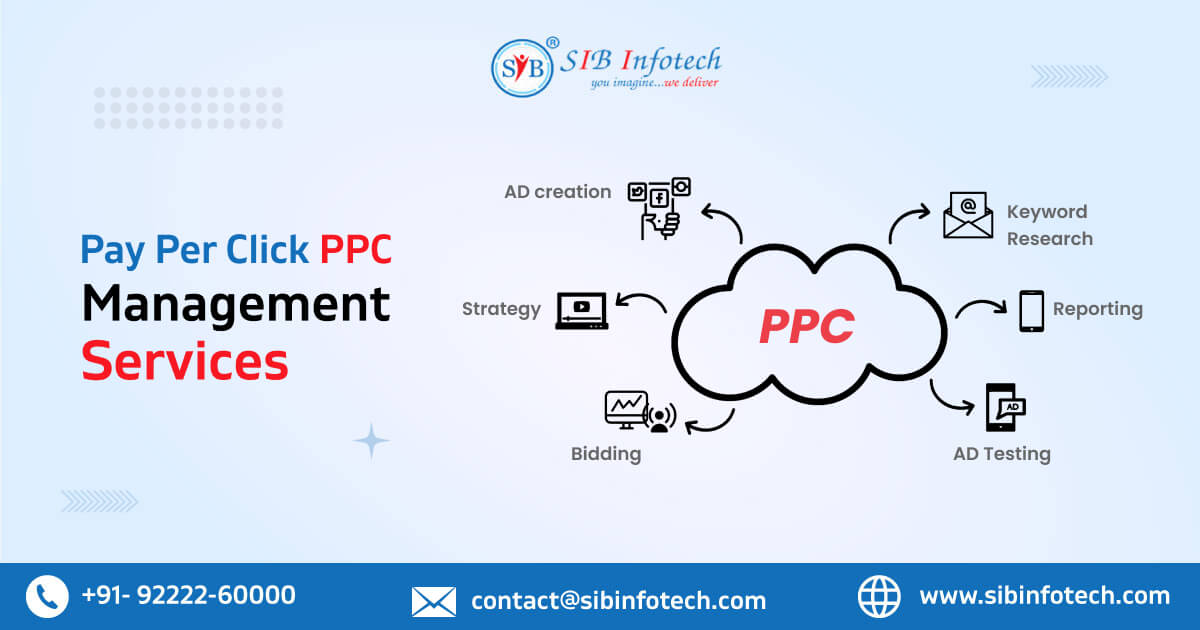 SYB
®
SIB Infotech
you imagine...we deliver
Pay Per Click PPC
Management
Services
AD creation
Keyword
Research
Strategy
PPC
Reporting
Bidding
AD
AD Testing
+91- 92222-60000
contact@sibinfotech.com
www.sibinfotech.com